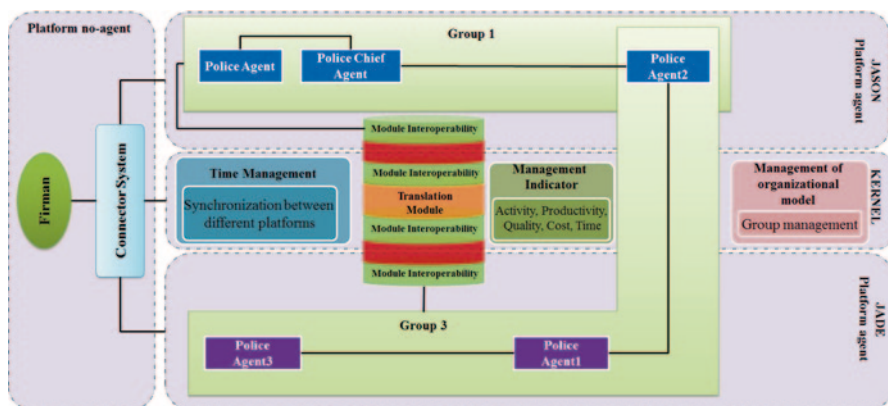 Platform no-agent
Firman
Connector System
Group 1
Police Agent
Police Chief
Agent
Police
Agent2
JASON
Platform agent
Module Interoperability
Module Interoperability
Translation
Module
Module Interoperability
Module Interoperability
Time Management
Synchronization between
different platforms
Management
Indicator
Activity, Productivity,
Quality, Cost, Time
Management of
organizational
model
Group management
KERNEL
Group 3
Police
Agent3
Police
Agent1
JADE
Platform agent